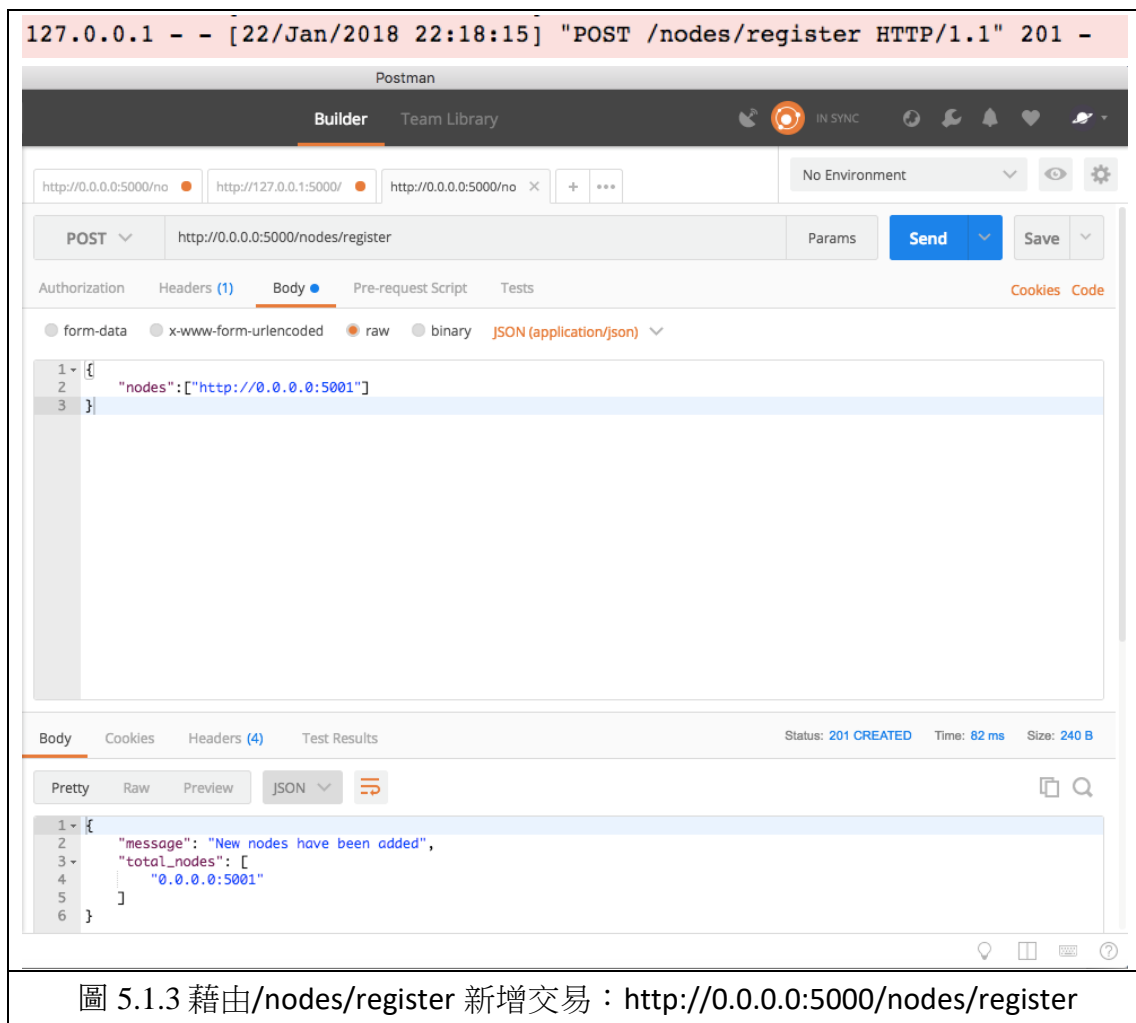 127.0.0.1 - - [22/Jan/2018 22:18:15] "POST /nodes/register HTTP/1.1" 201 -
Postman
Builder Team Library IN SYNC
http://0.0.0.0:5000/no http://127.0.0.1:5000/ http://0.0.0.0:5000/no × + ••• No Environment
POST http://0.0.0.0:5000/nodes/register Params Send Save
Authorization Headers (1) Body Pre-request Script Tests Cookies Code
form-data x-www-form-urlencoded raw binary JSON (application/json)
1 {
2 "nodes":["http://0.0.0.0:5001"]
3 }
Body Cookies Headers (4) Test Results Status: 201 CREATED Time: 82 ms Size: 240 B
Pretty Raw Preview JSON
1 {
2 "message": "New nodes have been added",
3 "total_nodes": [
4 "0.0.0.0:5001"
5 ]
6 }
圖 5.1.3 藉由/nodes/register 新增交易：http://0.0.0.0:5000/nodes/register